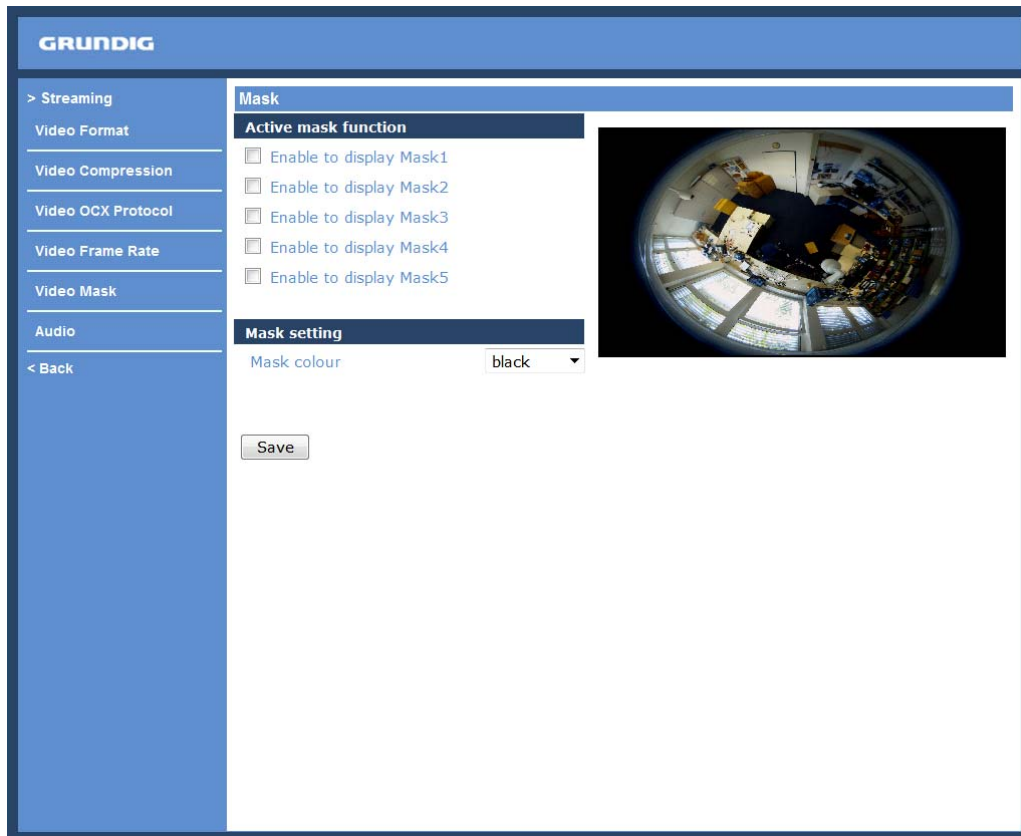 GRUNDIG
> Streaming
Video Format
Video Compression
Video OCX Protocol
Video Frame Rate
Video Mask
Audio
< Back
Mask
Active mask function
Enable to display Mask1
Enable to display Mask2
Enable to display Mask3
Enable to display Mask4
Enable to display Mask5
Mask setting
Mask colour black
Save